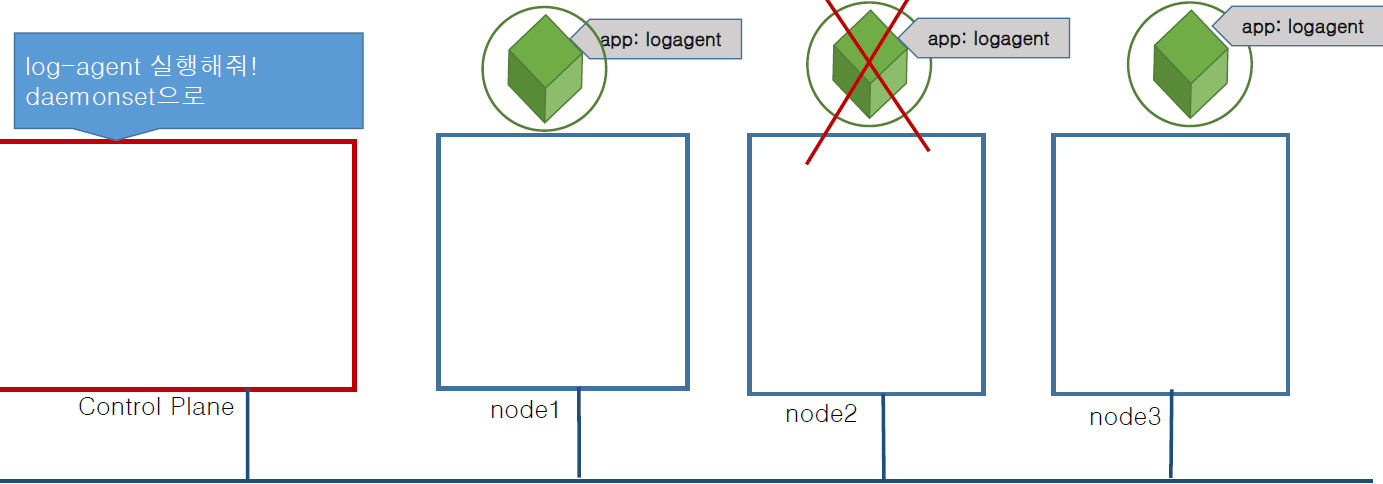 log-agent 실행해줘!
daemonset으로
app: logagent
app: logagent
app: logagent
Control Plane
node1
node2
node3